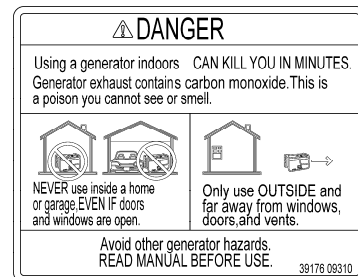 ⚠ DANGER
Using a generator indoors CAN KILL YOU IN MINUTES.
Generator exhaust contains carbon monoxide.This is
a poison you cannot see or smell.
NEVER use inside a home
or garage,EVEN IF doors
and windows are open.
Only use OUTSIDE and
far away from windows,
doors,and vents.
Avoid other generator hazards.
READ MANUAL BEFORE USE.
39176 09310